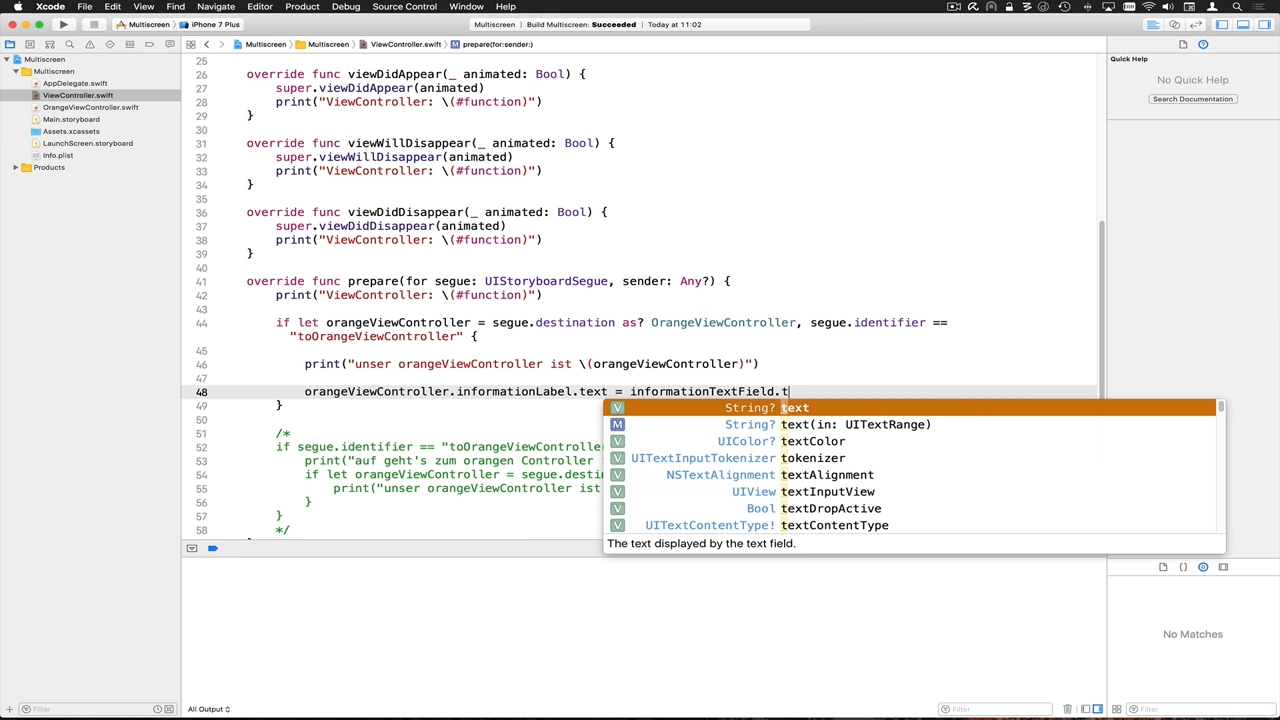 Xcode File Edit View Find Navigate Editor Product Debug Source Control Window Help
Multiscreen iPhone 7 Plus Multiscreen Build Multiscreen: Succeeded Today at 11:02
Multiscreen Multiscreen ViewController.swift M prepare(for:sender:)
Multiscreen
Multiscreen
AppDelegate.swift
ViewController.swift
OrangeViewController.swift
Main.storyboard
Assets.xcassets
LaunchScreen.storyboard
Info.plist
Products
25
26 override func viewDidAppear(_ animated: Bool) {
27 super.viewDidAppear(animated)
28 print("ViewController: \(#function)")
29 }
30
31 override func viewWillDisappear(_ animated: Bool) {
32 super.viewWillDisappear(animated)
33 print("ViewController: \(#function)")
34 }
35
36 override func viewDidDisappear(_ animated: Bool) {
37 super.viewDidDisappear(animated)
38 print("ViewController: \(#function)")
39 }
40
41 override func prepare(for segue: UIStoryboardSegue, sender: Any?) {
42 print("ViewController: \(#function)")
43
44 if let orangeViewController = segue.destination as? OrangeViewController, segue.identifier ==
"toOrangeViewController" {
45
46 print("unser orangeViewController ist \(orangeViewController)")
47
48 orangeViewController.informationLabel.text = informationTextField.t
49 }
50
51 /*
52 if segue.identifier == "toOrangeViewController
53 print("auf geht's zum orangen Controller
54 if let orangeViewController = segue.desti
55 print("unser orangeViewController ist
56 }
57 }
58 */
V String? text
M String? text(in: UITextRange)
V UIColor? textColor
V UITextInputTokenizer tokenizer
V NSTextAlignment textAlignment
V UIView textInputView
V Bool textDropActive
V UITextContentType! textContentType
The text displayed by the text field.
Quick Help
No Quick Help
Search Documentation
No Matches
Filter
All Output
Filter
Filter